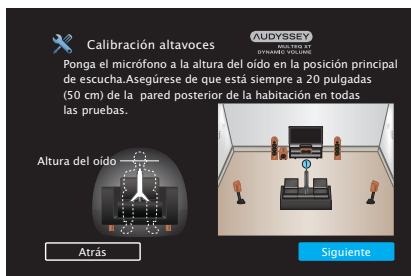 Calibración altavoces
AUDYSSEY
MULTEQ XT
DYNAMIC VOLUME
Ponga el micrófono a la altura del oído en la posición principal
de escucha.Asegúrese de que está siempre a 20 pulgadas
(50 cm) de la pared posterior de la habitación en todas
las pruebas.
Altura del oído
1
Atrás
Siguiente